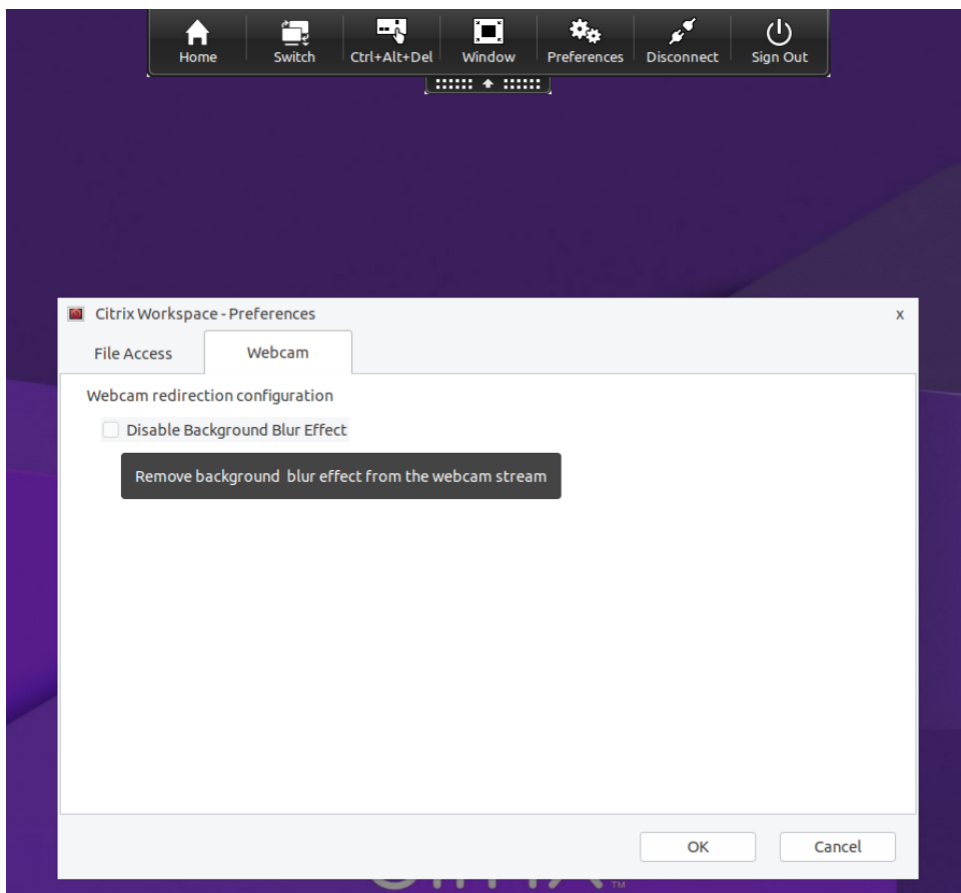 Home Switch Ctrl+Alt+Del Window Preferences Disconnect Sign Out
Citrix Workspace - Preferences x
File Access Webcam
Webcam redirection configuration
Disable Background Blur Effect
Remove background blur effect from the webcam stream
OK Cancel
TM